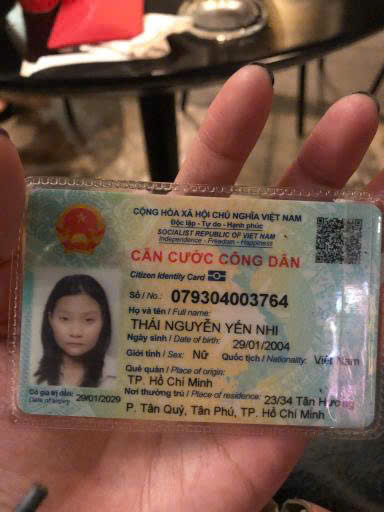 CỘNG HÒA XÃ HỘI CHỦ NGHĨA VIỆT NAM
Độc lập - Tự do - Hạnh phúc
SOCIALIST REPUBLIC OF VIET NAM
Independence - Freedom - Happiness
CĂN CƯỚC CÔNG DÂN
Citizen Identity Card
Số / No.: 079304003764
Họ và tên / Full name:
THÁI NGUYỄN YẾN NHI
Ngày sinh / Date of birth: 29/01/2004
Giới tính / Sex: Nữ Quốc tịch / Nationality: Việt Nam
Quê quán / Place of origin:
TP. Hồ Chí Minh
Nơi thường trú / Place of residence: 23/34 Tân Hương
P. Tân Quý, Tân Phú, TP. Hồ Chí Minh
Có giá trị đến: 29/01/2029
Date of expiry